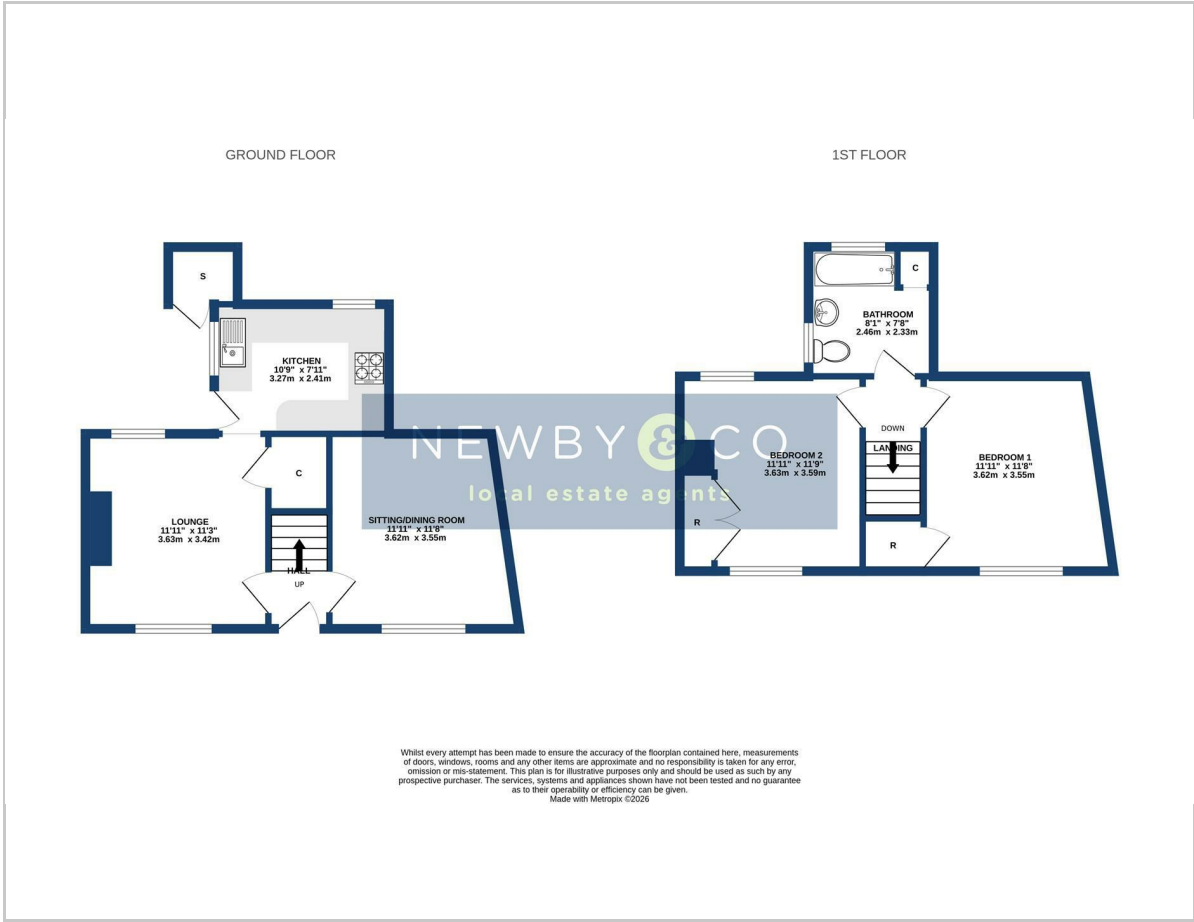 GROUND FLOOR
S
KITCHEN
10'9" x 7'11"
3.27m x 2.41m
C
LOUNGE
11'11" x 11'3"
3.63m x 3.42m
HALL
UP
SITTING/DINING ROOM
11'11" x 11'8"
3.62m x 3.55m
1ST FLOOR
C
BATHROOM
8'1" x 7'8"
2.46m x 2.33m
BEDROOM 2
11'11" x 11'9"
3.63m x 3.59m
R
DOWN
LANDING
R
BEDROOM 1
11'11" x 11'8"
3.62m x 3.55m
NEWBY & CO
local estate agents
Whilst every attempt has been made to ensure the accuracy of the floorplan contained here, measurements
of doors, windows, rooms and any other items are approximate and no responsibility is taken for any error,
omission or mis-statement. This plan is for illustrative purposes only and should be used as such by any
prospective purchaser. The services, systems and appliances shown have not been tested and no guarantee
as to their operability or efficiency can be given.
Made with Metropix ©2026